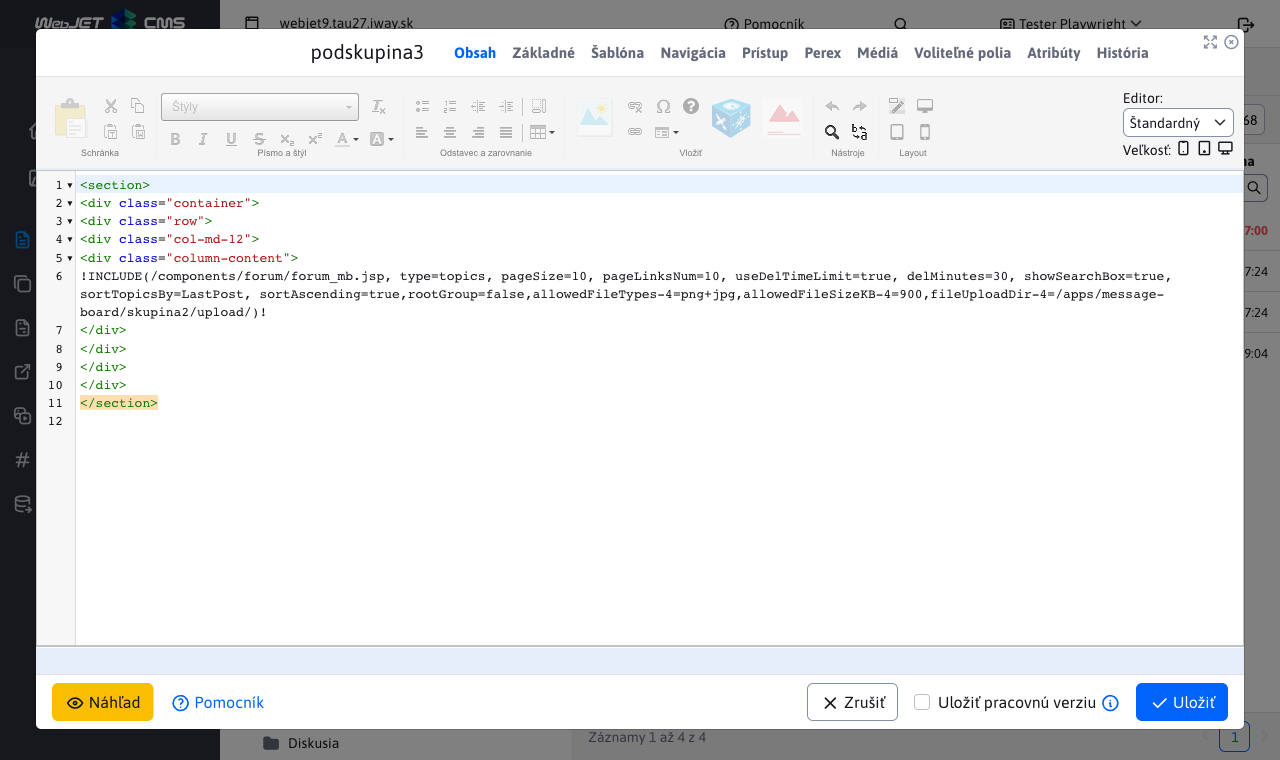 WebJET CMS
webjet9.tau27.iway.sk
Pomocník
Tester Playwright
podskupina3
Obsah
Základné
Šablóna
Navigácia
Prístup
Perex
Médiá
Voliteľné polia
Atribúty
História
Štýly
Schránka
Písmo a štýl
Odstavec a zarovnanie
Vložiť
Nástroje
Layout
Editor:
Štandardný
Veľkosť:
68
na
7:00
7:24
7:24
9:04
1 <section>
2 <div class="container">
3 <div class="row">
4 <div class="col-md-12">
5 <div class="column-content">
6 !INCLUDE(/components/forum/forum_mb.jsp, type=topics, pageSize=10, pageLinksNum=10, useDelTimeLimit=true, delMinutes=30, showSearchBox=true,
sortTopicsBy=LastPost, sortAscending=true,rootGroup=false,allowedFileTypes-4=png+jpg,allowedFileSizeKB-4=900,fileUploadDir-4=/apps/message-
board/skupina2/upload/)!
7 </div>
8 </div>
9 </div>
10 </div>
11 </section>
12
Náhľad
Pomocník
Zrušiť
Uložiť pracovnú verziu
Uložiť
Diskusia
Záznamy 1 až 4 z 4
1